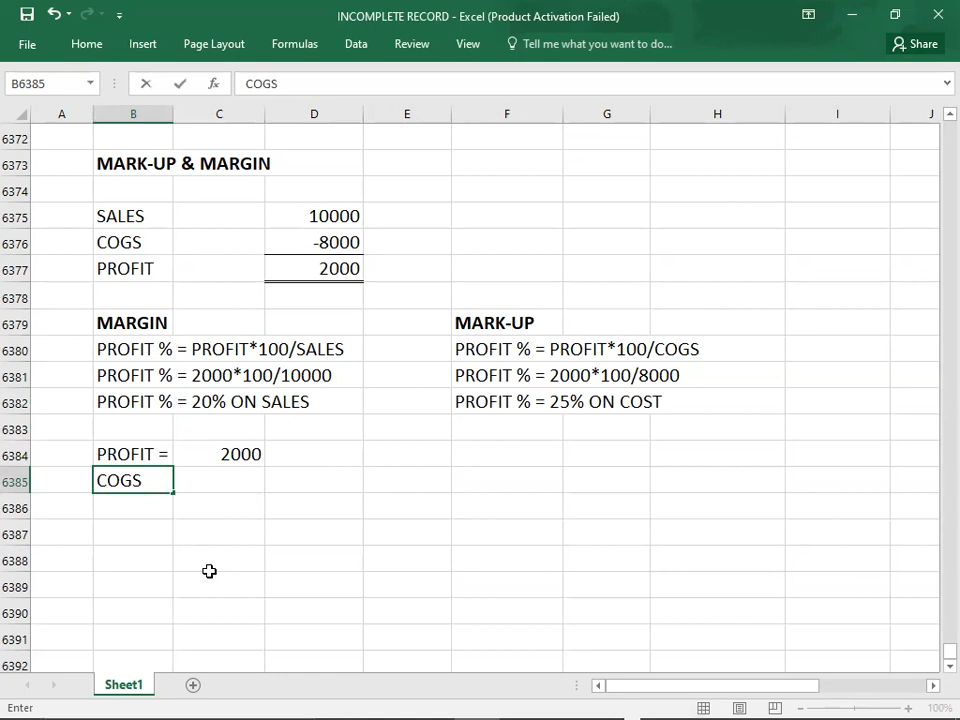 INCOMPLETE RECORD - Excel (Product Activation Failed)
File Home Insert Page Layout Formulas Data Review View Tell me what you want to do... Share
B6385 fx COGS
A B C D E F G H I J
6372
6373 MARK-UP & MARGIN
6374
6375 SALES 10000
6376 COGS -8000
6377 PROFIT 2000
6378
6379 MARGIN MARK-UP
6380 PROFIT % = PROFIT*100/SALES PROFIT % = PROFIT*100/COGS
6381 PROFIT % = 2000*100/10000 PROFIT % = 2000*100/8000
6382 PROFIT % = 20% ON SALES PROFIT % = 25% ON COST
6383
6384 PROFIT = 2000
6385 COGS
6386
6387
6388
6389
6390
6391
6392
Sheet1
Enter 100%